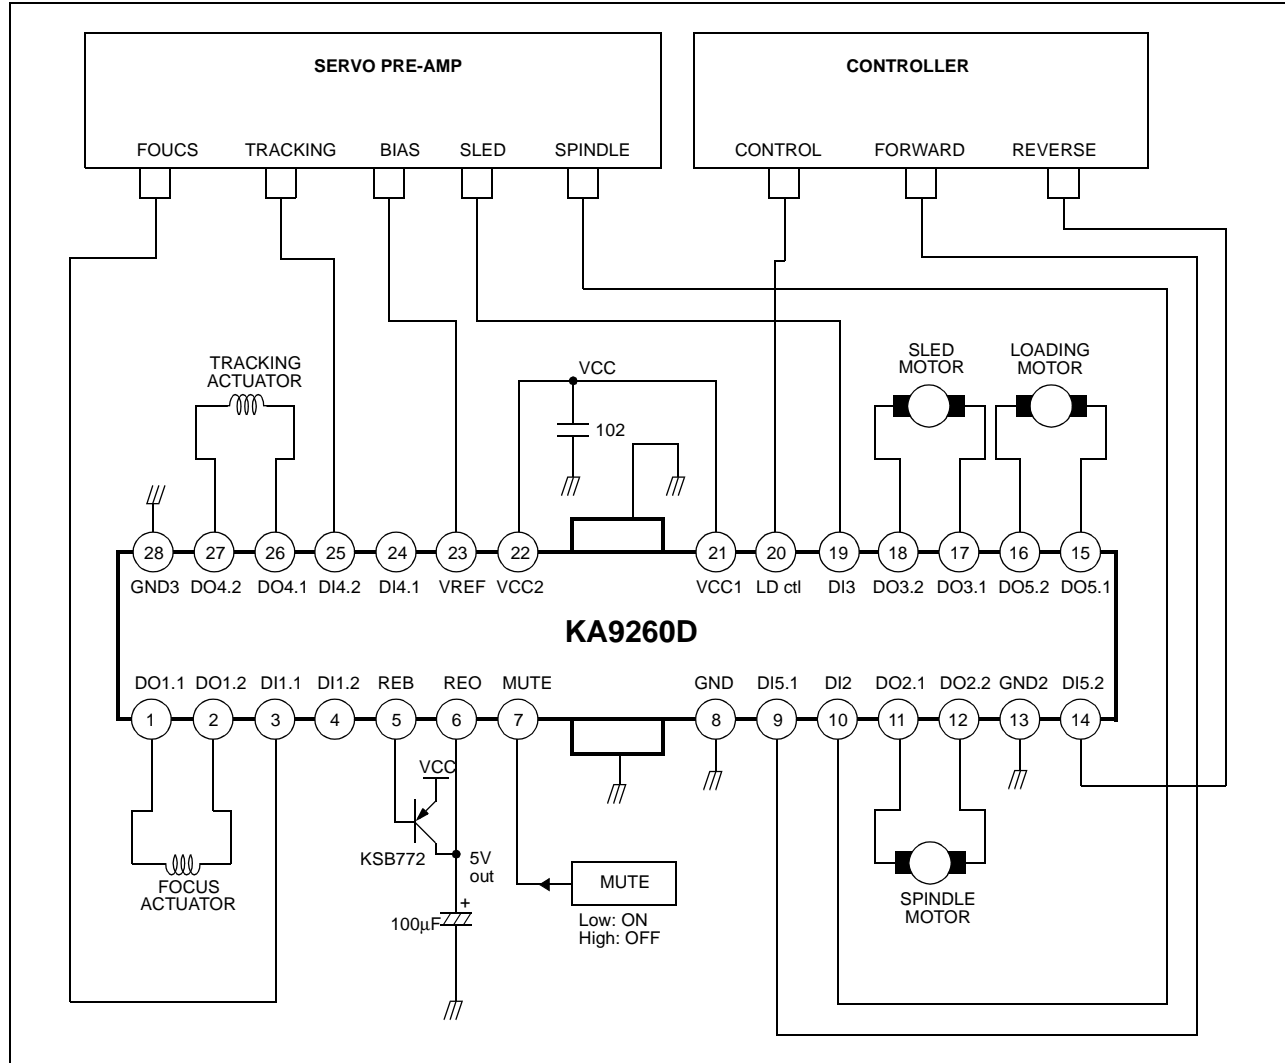 SERVO PRE-AMP
CONTROLLER
FOUCS TRACKING BIAS SLED SPINDLE
CONTROL FORWARD REVERSE
TRACKING
ACTUATOR
VCC
102
SLED
MOTOR
LOADING
MOTOR
28 27 26 25 24 23 22 21 20 19 18 17 16 15
GND3 DO4.2 DO4.1 DI4.2 DI4.1 VREF VCC2 VCC1 LD ctl DI3 DO3.2 DO3.1 DO5.2 DO5.1
KA9260D
DO1.1 DO1.2 DI1.1 DI1.2 REB REO MUTE GND DI5.1 DI2 DO2.1 DO2.2 GND2 DI5.2
1 2 3 4 5 6 7 8 9 10 11 12 13 14
VCC
KSB772
5V
out
FOCUS
ACTUATOR
+
100μF
MUTE
Low: ON
High: OFF
SPINDLE
MOTOR